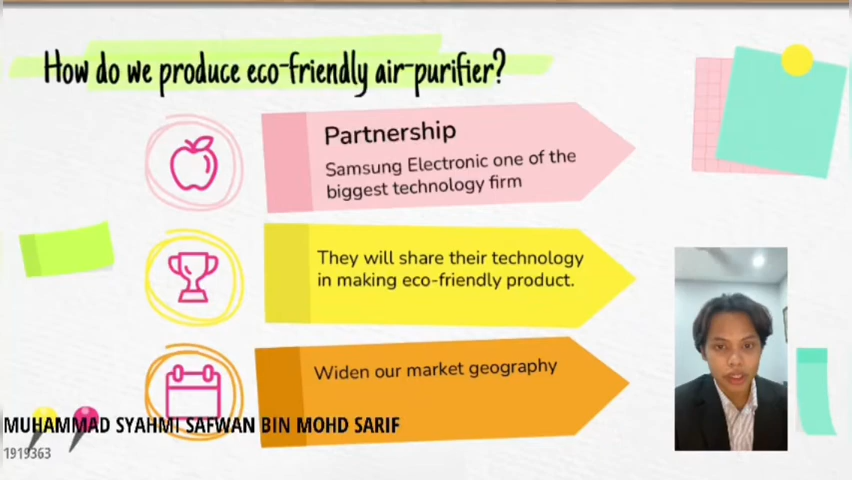 How do we produce eco-friendly air-purifier?
Partnership
Samsung Electronic one of the
biggest technology firm
They will share their technology
in making eco-friendly product.
Widen our market geography
MUHAMMAD SYAHMI SAFWAN BIN MOHD SARIF
1919363